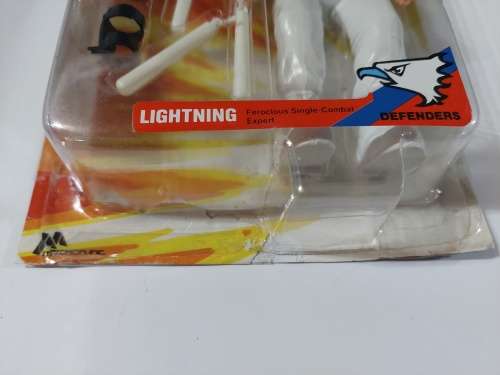 LIGHTNING
Ferocious Single-Combat
Expert
DEFENDERS